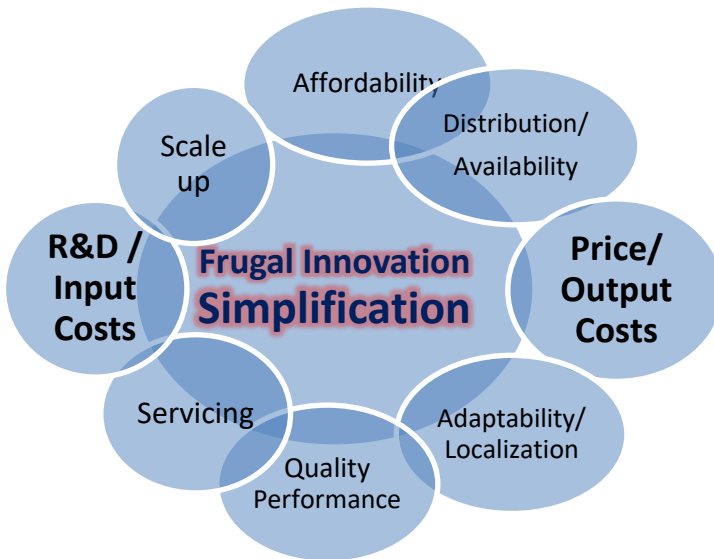 Affordability
Distribution/
Availability
Scale
up
R&D /
Input
Costs
Frugal Innovation
Simplification
Price/
Output
Costs
Servicing
Adaptability/
Localization
Quality
Performance